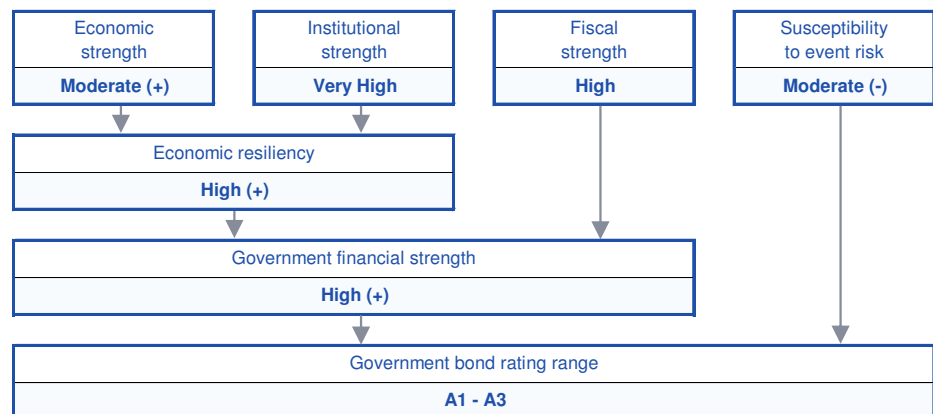 Economic
strength
Moderate (+)
Institutional
strength
Very High
Fiscal
strength
High
Susceptibility
to event risk
Moderate (-)
Economic resiliency
High (+)
Government financial strength
High (+)
Government bond rating range
A1 - A3